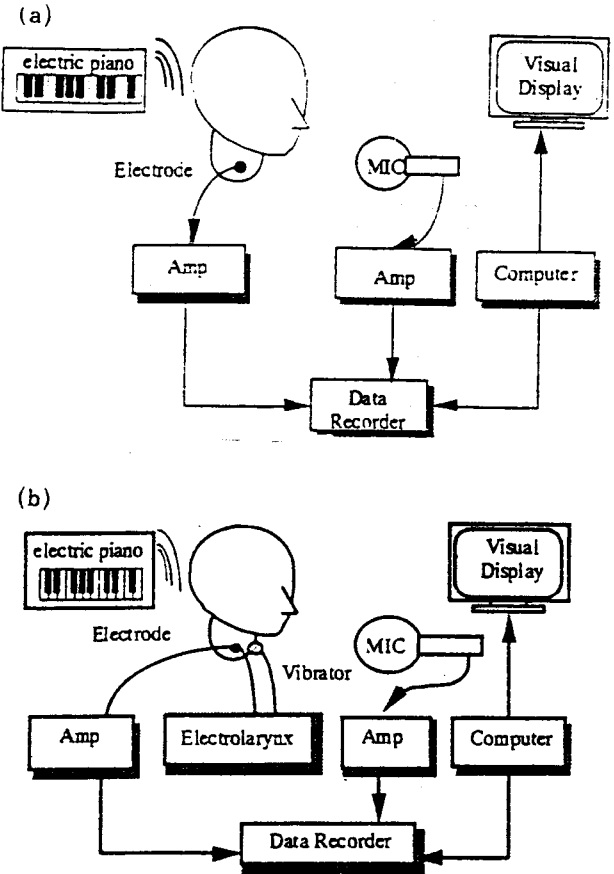 (a)
electric piano
Visual
Display
Electrode
MIC
Amp
Amp
Computer
Data
Recorder
(b)
electric piano
Visual
Display
Electrode
MIC
Vibrator
Amp
Electrolarynx
Amp
Computer
Data Recorder